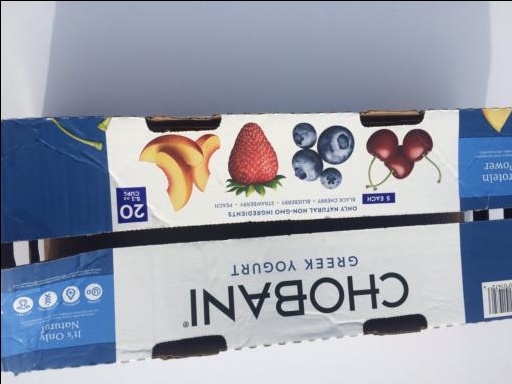 CHOBANI®
GREEK YOGURT
It's Only
Natural
5 EACH
BLACK CHERRY • BLUEBERRY • STRAWBERRY • PEACH
ONLY NATURAL NON-GMO INGREDIENTS
20
5.3 oz
CUPS
Protein
Power